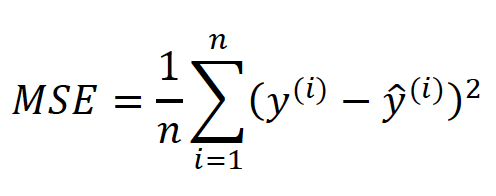 MSE = \frac{1}{n} \sum_{i=1}^{n} (y^{(i)} - \hat{y}^{(i)})^2